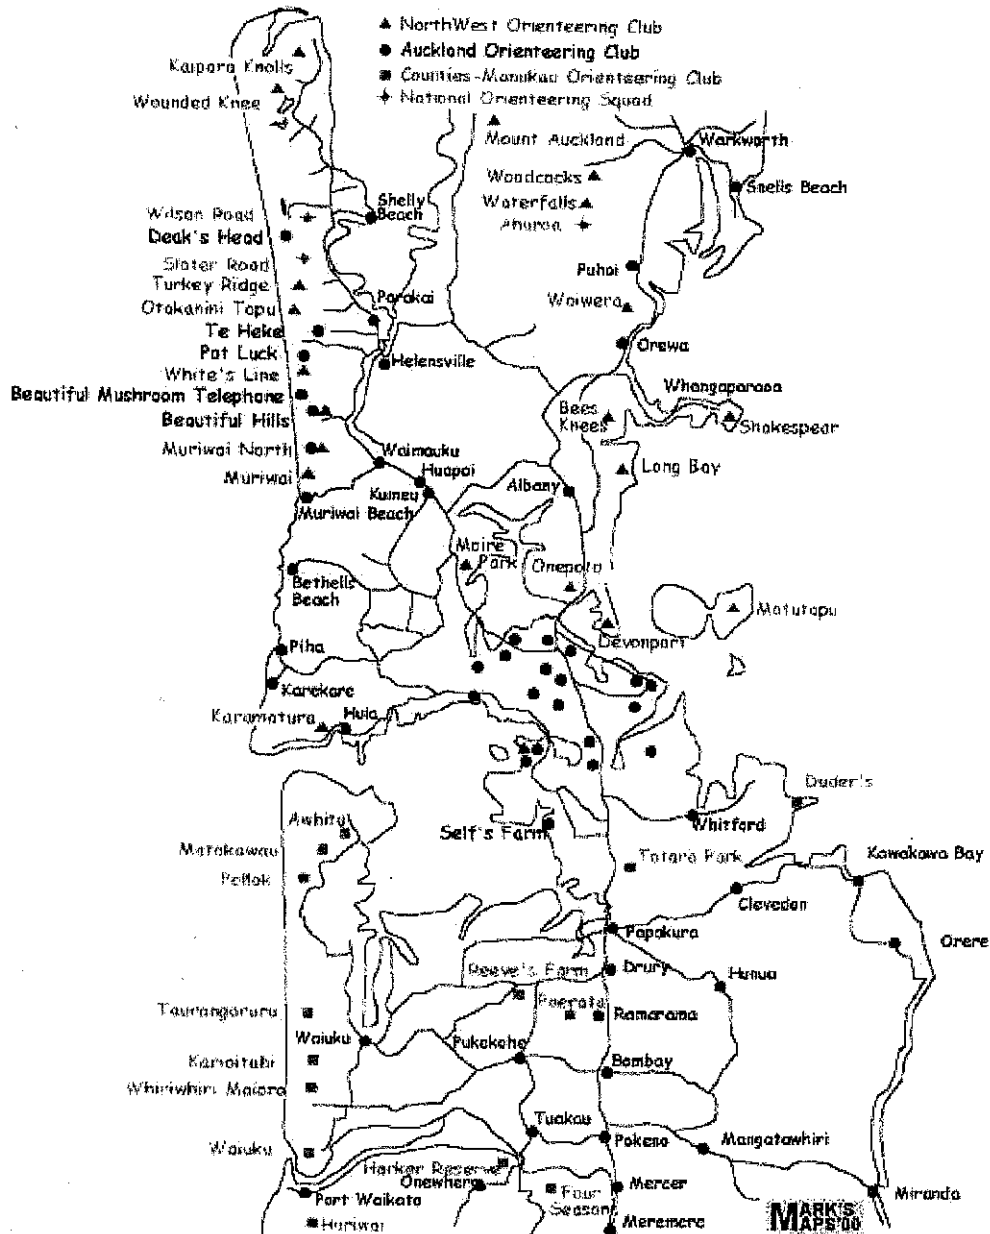 NorthWest Orienteering Club
Auckland Orienteering Club
Counties-Manukau Orienteering Club
National Orienteering Squad
Kaipara Knolls
Wounded Knee
Mount Auckland
Warkworth
Woodcocks
Snells Beach
Shelly
Beach
Waterfalls
Wilson Road
Ahuroa
Deak's Head
Slater Road
Puhoi
Turkey Ridge
Parakai
Waiwera
Otakanini Topu
Te Heke
Orewa
Pot Luck
Helensville
White's Line
Whangaparaoa
Beautiful Mushroom Telephone
Bees
Knees
Shakespear
Beautiful Hills
Muriwai North
Waimauku
Huapai
Long Bay
Muriwai
Kumeu
Albany
Muriwai Beach
Maire
Park
Onepoto
Bethells
Beach
Motutapu
Devonport
Piha
Karekare
Karamatura
Huia
Duder's
Awhitu
Self's Farm
Whitford
Matakawau
Totara Park
Kawakawa Bay
Pollok
Clevedon
Papakura
Orere
Reeve's Farm
Drury
Hunua
Paerata
Taurangaruru
Ramarama
Waiuku
Pukekohe
Karioitahi
Bombay
Whiriwhiri Maiora
Tuakau
Pokeno
Mangatawhiri
Waiuku
Harker Reserve
Onewhero
Four
Seasons
Mercer
Miranda
Port Waikato
Huriwai
Meremere
MARK'S
MAPS'00